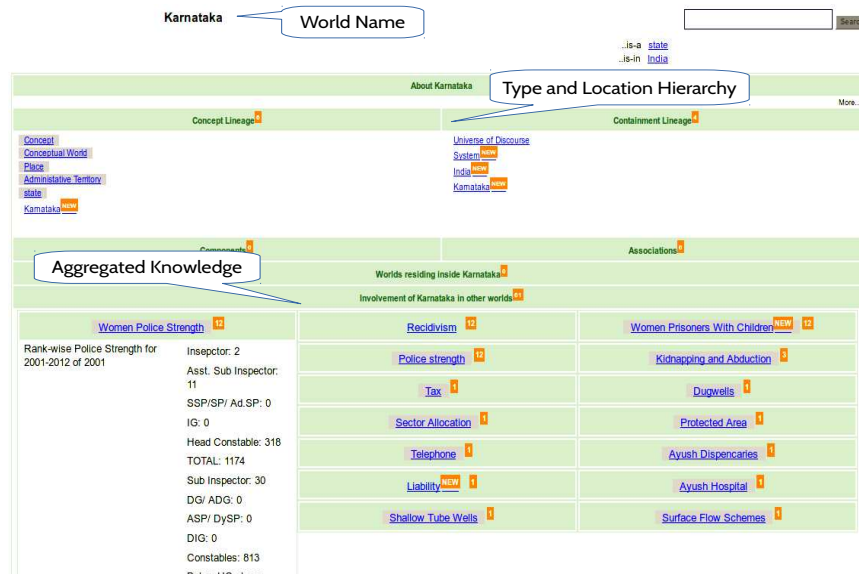 Karnataka
World Name
Search
..is-a state
..is-in India
About Karnataka
Type and Location Hierarchy
More..
Concept Lineage 6
Containment Lineage 4
Concept
Conceptual World
Place
Administative Territory
state
Karnataka NEW
Universe of Discourse
System NEW
India NEW
Karnataka NEW
Components
Associations
Aggregated Knowledge
Worlds residing inside Karnataka
Involvement of Karnataka in other worlds 61
Women Police Strength 12
Rank-wise Police Strength for
2001-2012 of 2001
Insepctor: 2
Asst. Sub Inspector:
11
SSP/SP/ Ad.SP: 0
IG: 0
Head Constable: 318
TOTAL: 1174
Sub Inspector: 30
DG/ ADG: 0
ASP/ DySP: 0
DIG: 0
Constables: 813
Recidivism 12
Women Prisoners With Children NEW 12
Police strength 12
Kidnapping and Abduction 3
Tax 1
Dugwells 1
Sector Allocation 1
Protected Area 1
Telephone 1
Ayush Dispencaries 1
Liability NEW 1
Ayush Hospital 1
Shallow Tube Wells 1
Surface Flow Schemes 1